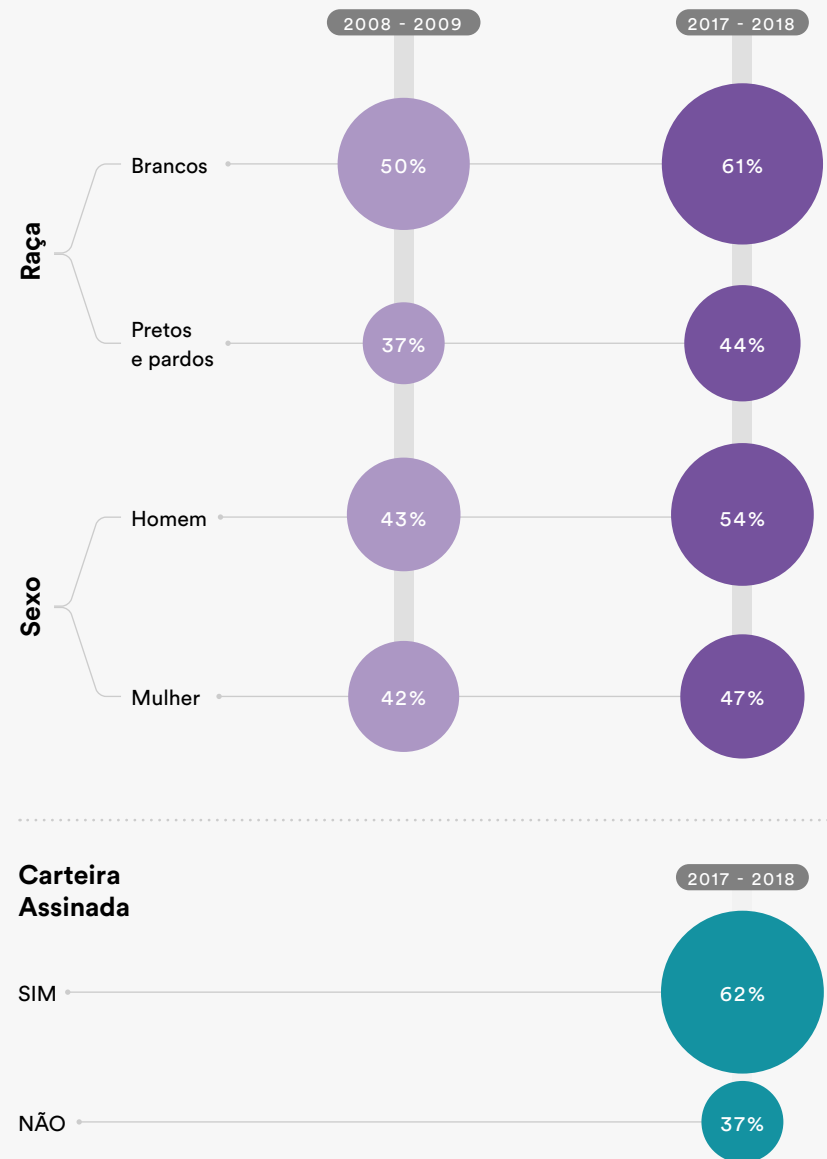 2008 - 2009
2017 - 2018
Raça
Brancos
50%
61%
Pretos
e pardos
37%
44%
Sexo
Homem
43%
54%
Mulher
42%
47%
Carteira
Assinada
2017 - 2018
SIM
62%
NÃO
37%